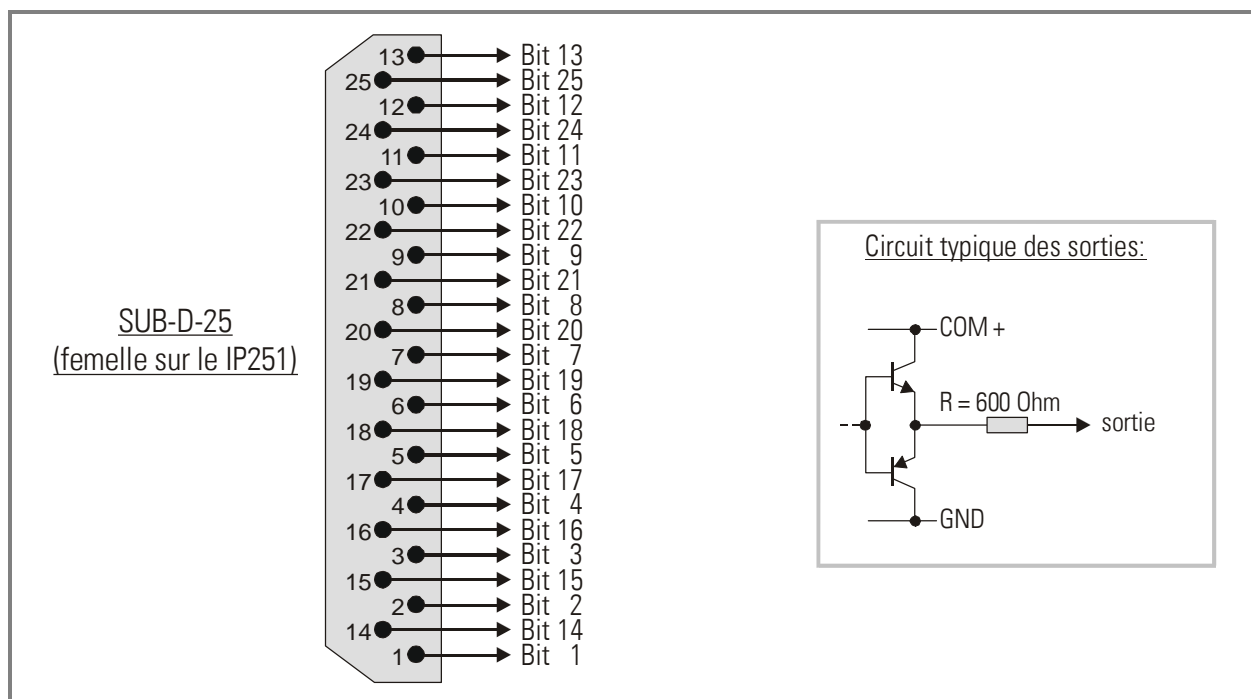 13 Bit 13
25 Bit 25
12 Bit 12
24 Bit 24
11 Bit 11
23 Bit 23
10 Bit 10
22 Bit 22
9 Bit 9
21 Bit 21
8 Bit 8
20 Bit 20
7 Bit 7
19 Bit 19
6 Bit 6
18 Bit 18
5 Bit 5
17 Bit 17
4 Bit 4
16 Bit 16
3 Bit 3
15 Bit 15
2 Bit 2
14 Bit 14
1 Bit 1
SUB-D-25
(femelle sur le IP251)
Circuit typique des sorties:
COM +
R = 600 Ohm
sortie
GND